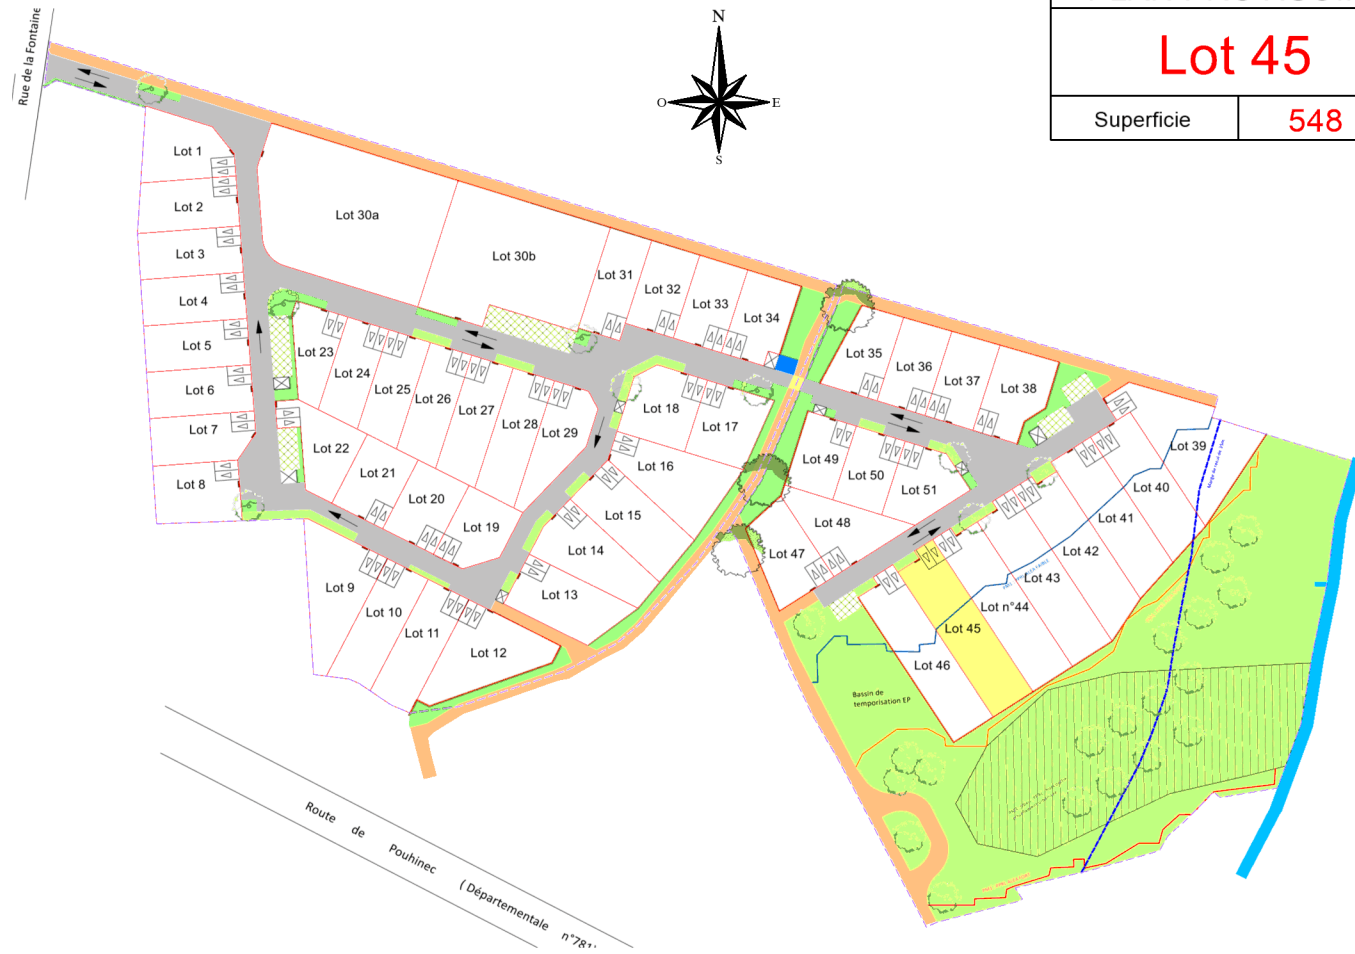 Lot 45
Superficie
548
N
O
E
S
Rue de la Fontaine
Lot 1
Lot 2
Lot 3
Lot 4
Lot 5
Lot 6
Lot 7
Lot 8
Lot 30a
Lot 30b
Lot 31
Lot 32
Lot 33
Lot 34
Lot 35
Lot 36
Lot 37
Lot 38
Lot 23
Lot 24
Lot 25
Lot 26
Lot 27
Lot 28
Lot 29
Lot 18
Lot 17
Lot 16
Lot 22
Lot 21
Lot 20
Lot 19
Lot 15
Lot 14
Lot 13
Lot 9
Lot 10
Lot 11
Lot 12
Lot 49
Lot 50
Lot 51
Lot 48
Lot 47
Lot 39
Lot 40
Lot 41
Lot 42
Lot 43
Lot n°44
Lot 45
Lot 46
Bassin de
temporisation EP
Route de Pouhinec (Départementale n°781